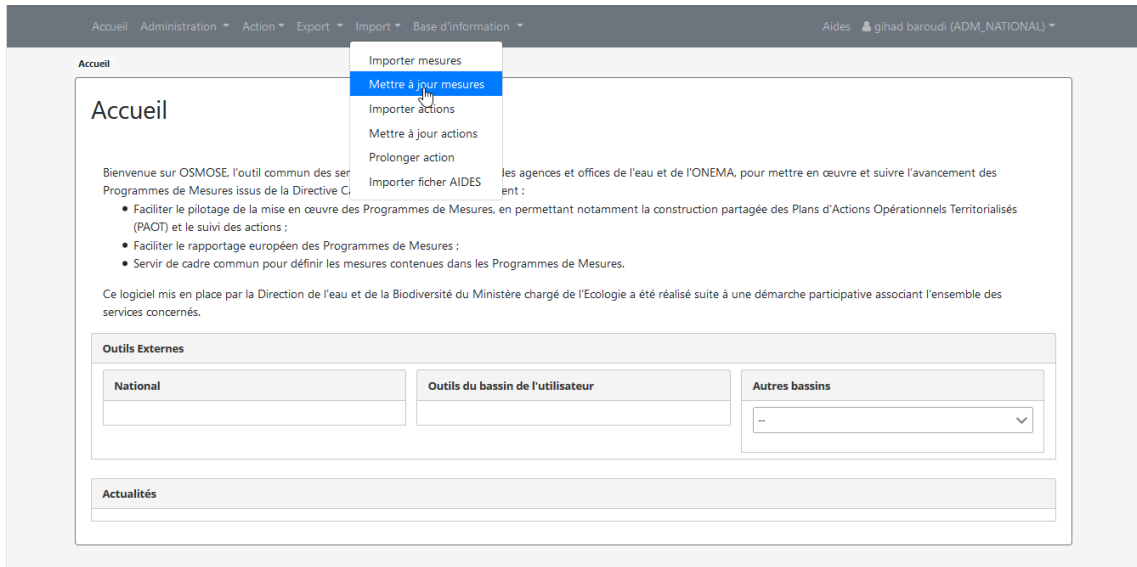 Accueil Administration Action Export Import Base d'information Aides gihad baroudi (ADM_NATIONAL)
Accueil
Importer mesures
Mettre à jour mesures
Importer actions
Mettre à jour actions
Prolonger action
Importer ficher AIDES
Accueil
Bienvenue sur OSMOSE, l'outil commun des ser les agences et offices de l'eau et de l'ONEMA, pour mettre en œuvre et suivre l'avancement des
Programmes de Mesures issus de la Directive Ca ent :
Faciliter le pilotage de la mise en œuvre des Programmes de Mesures, en permettant notamment la construction partagée des Plans d'Actions Opérationnels Territorialisés
(PAOT) et le suivi des actions ;
Faciliter le rapportage européen des Programmes de Mesures ;
Servir de cadre commun pour définir les mesures contenues dans les Programmes de Mesures.
Ce logiciel mis en place par la Direction de l'eau et de la Biodiversité du Ministère chargé de l'Ecologie a été réalisé suite à une démarche participative associant l'ensemble des
services concernés.
Outils Externes
National
Outils du bassin de l'utilisateur
Autres bassins
--
Actualités